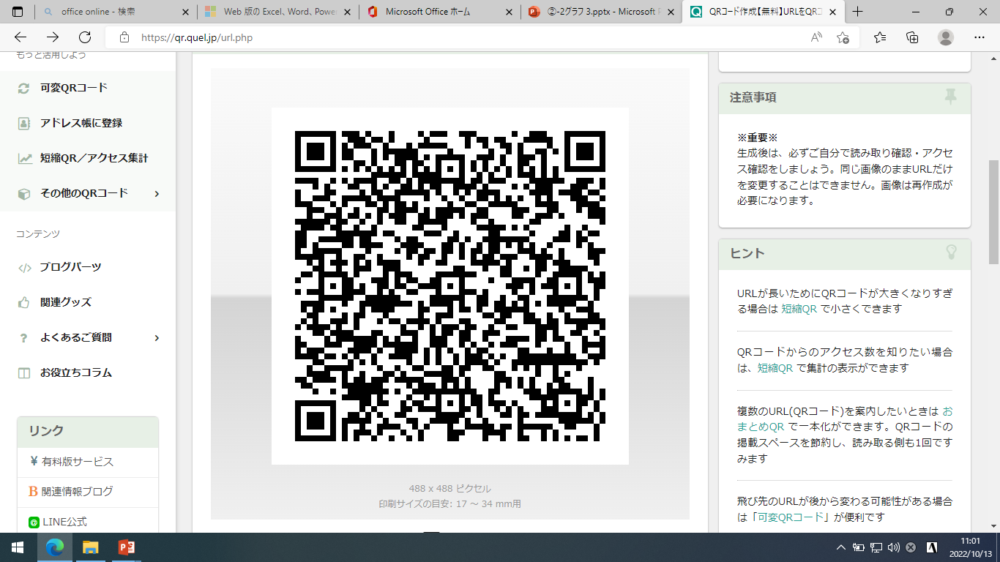 office online - 検索
Web 版の Excel、Word、Power
Microsoft Office ホーム
②-2グラフ 3.pptx - Microsoft P
QRコード作成【無料】URLをQRコ
https://qr.quel.jp/url.php
もっと活用しよう
可変QRコード
アドレス帳に登録
短縮QR／アクセス集計
その他のQRコード
コンテンツ
ブログパーツ
関連グッズ
よくあるご質問
お役立ちコラム
リンク
¥ 有料版サービス
B 関連情報ブログ
LINE公式
488 x 488 ピクセル
印刷サイズの目安: 17 ～ 34 mm用
注意事項
※重要※
生成後は、必ずご自分で読み取り確認・アクセ
ス確認をしましょう。同じ画像のままURLだけ
を変更することはできません。画像は再作成が
必要になります。
ヒント
URLが長いためにQRコードが大きくなりすぎ
る場合は 短縮QR で小さくできます
QRコードからのアクセス数を知りたい場合
は、短縮QR で集計の表示ができます
複数のURL(QRコード)を案内したいときは お
まとめQR で一本化ができます。QRコードの
掲載スペースを節約し、読み取る側も1回です
みます
飛び先のURLが後から変わる可能性がある場合
は「可変QRコード」が便利です
A
11:01
2022/10/13